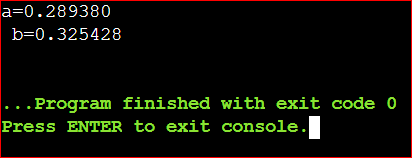 a=0.289380
 b=0.325428
...Program finished with exit code 0
Press ENTER to exit console.